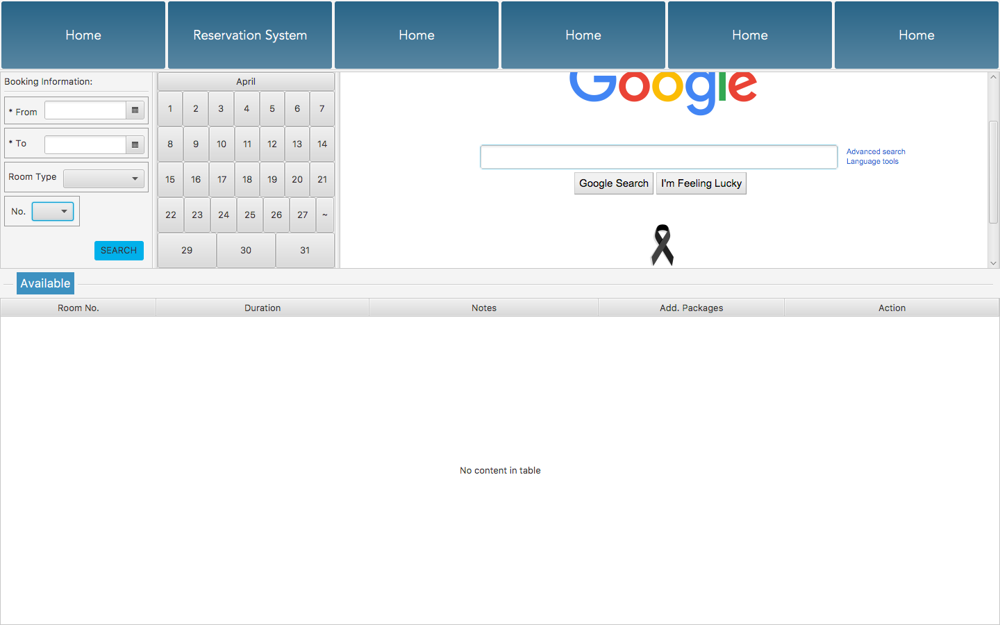 Home
Reservation System
Home
Home
Home
Home
Booking Information:
* From
* To
Room Type
No.
SEARCH
April
1 2 3 4 5 6 7
8 9 10 11 12 13 14
15 16 17 18 19 20 21
22 23 24 25 26 27 ~
29 30 31
Google
Advanced search
Language tools
Google Search
I'm Feeling Lucky
Available
Room No.
Duration
Notes
Add. Packages
Action
No content in table